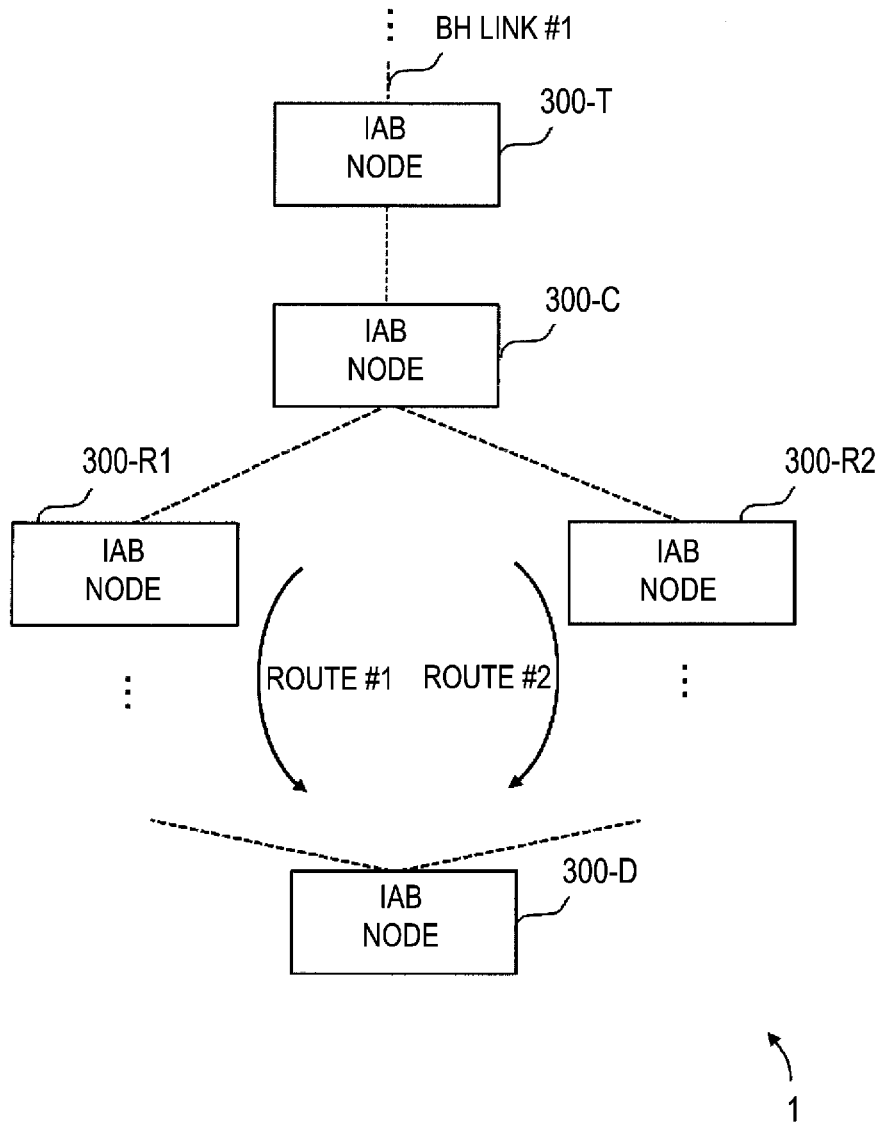 BH LINK #1
300-T
IAB
NODE
300-C
IAB
NODE
300-R1
300-R2
IAB
NODE
IAB
NODE
ROUTE #1
ROUTE #2
300-D
IAB
NODE
1